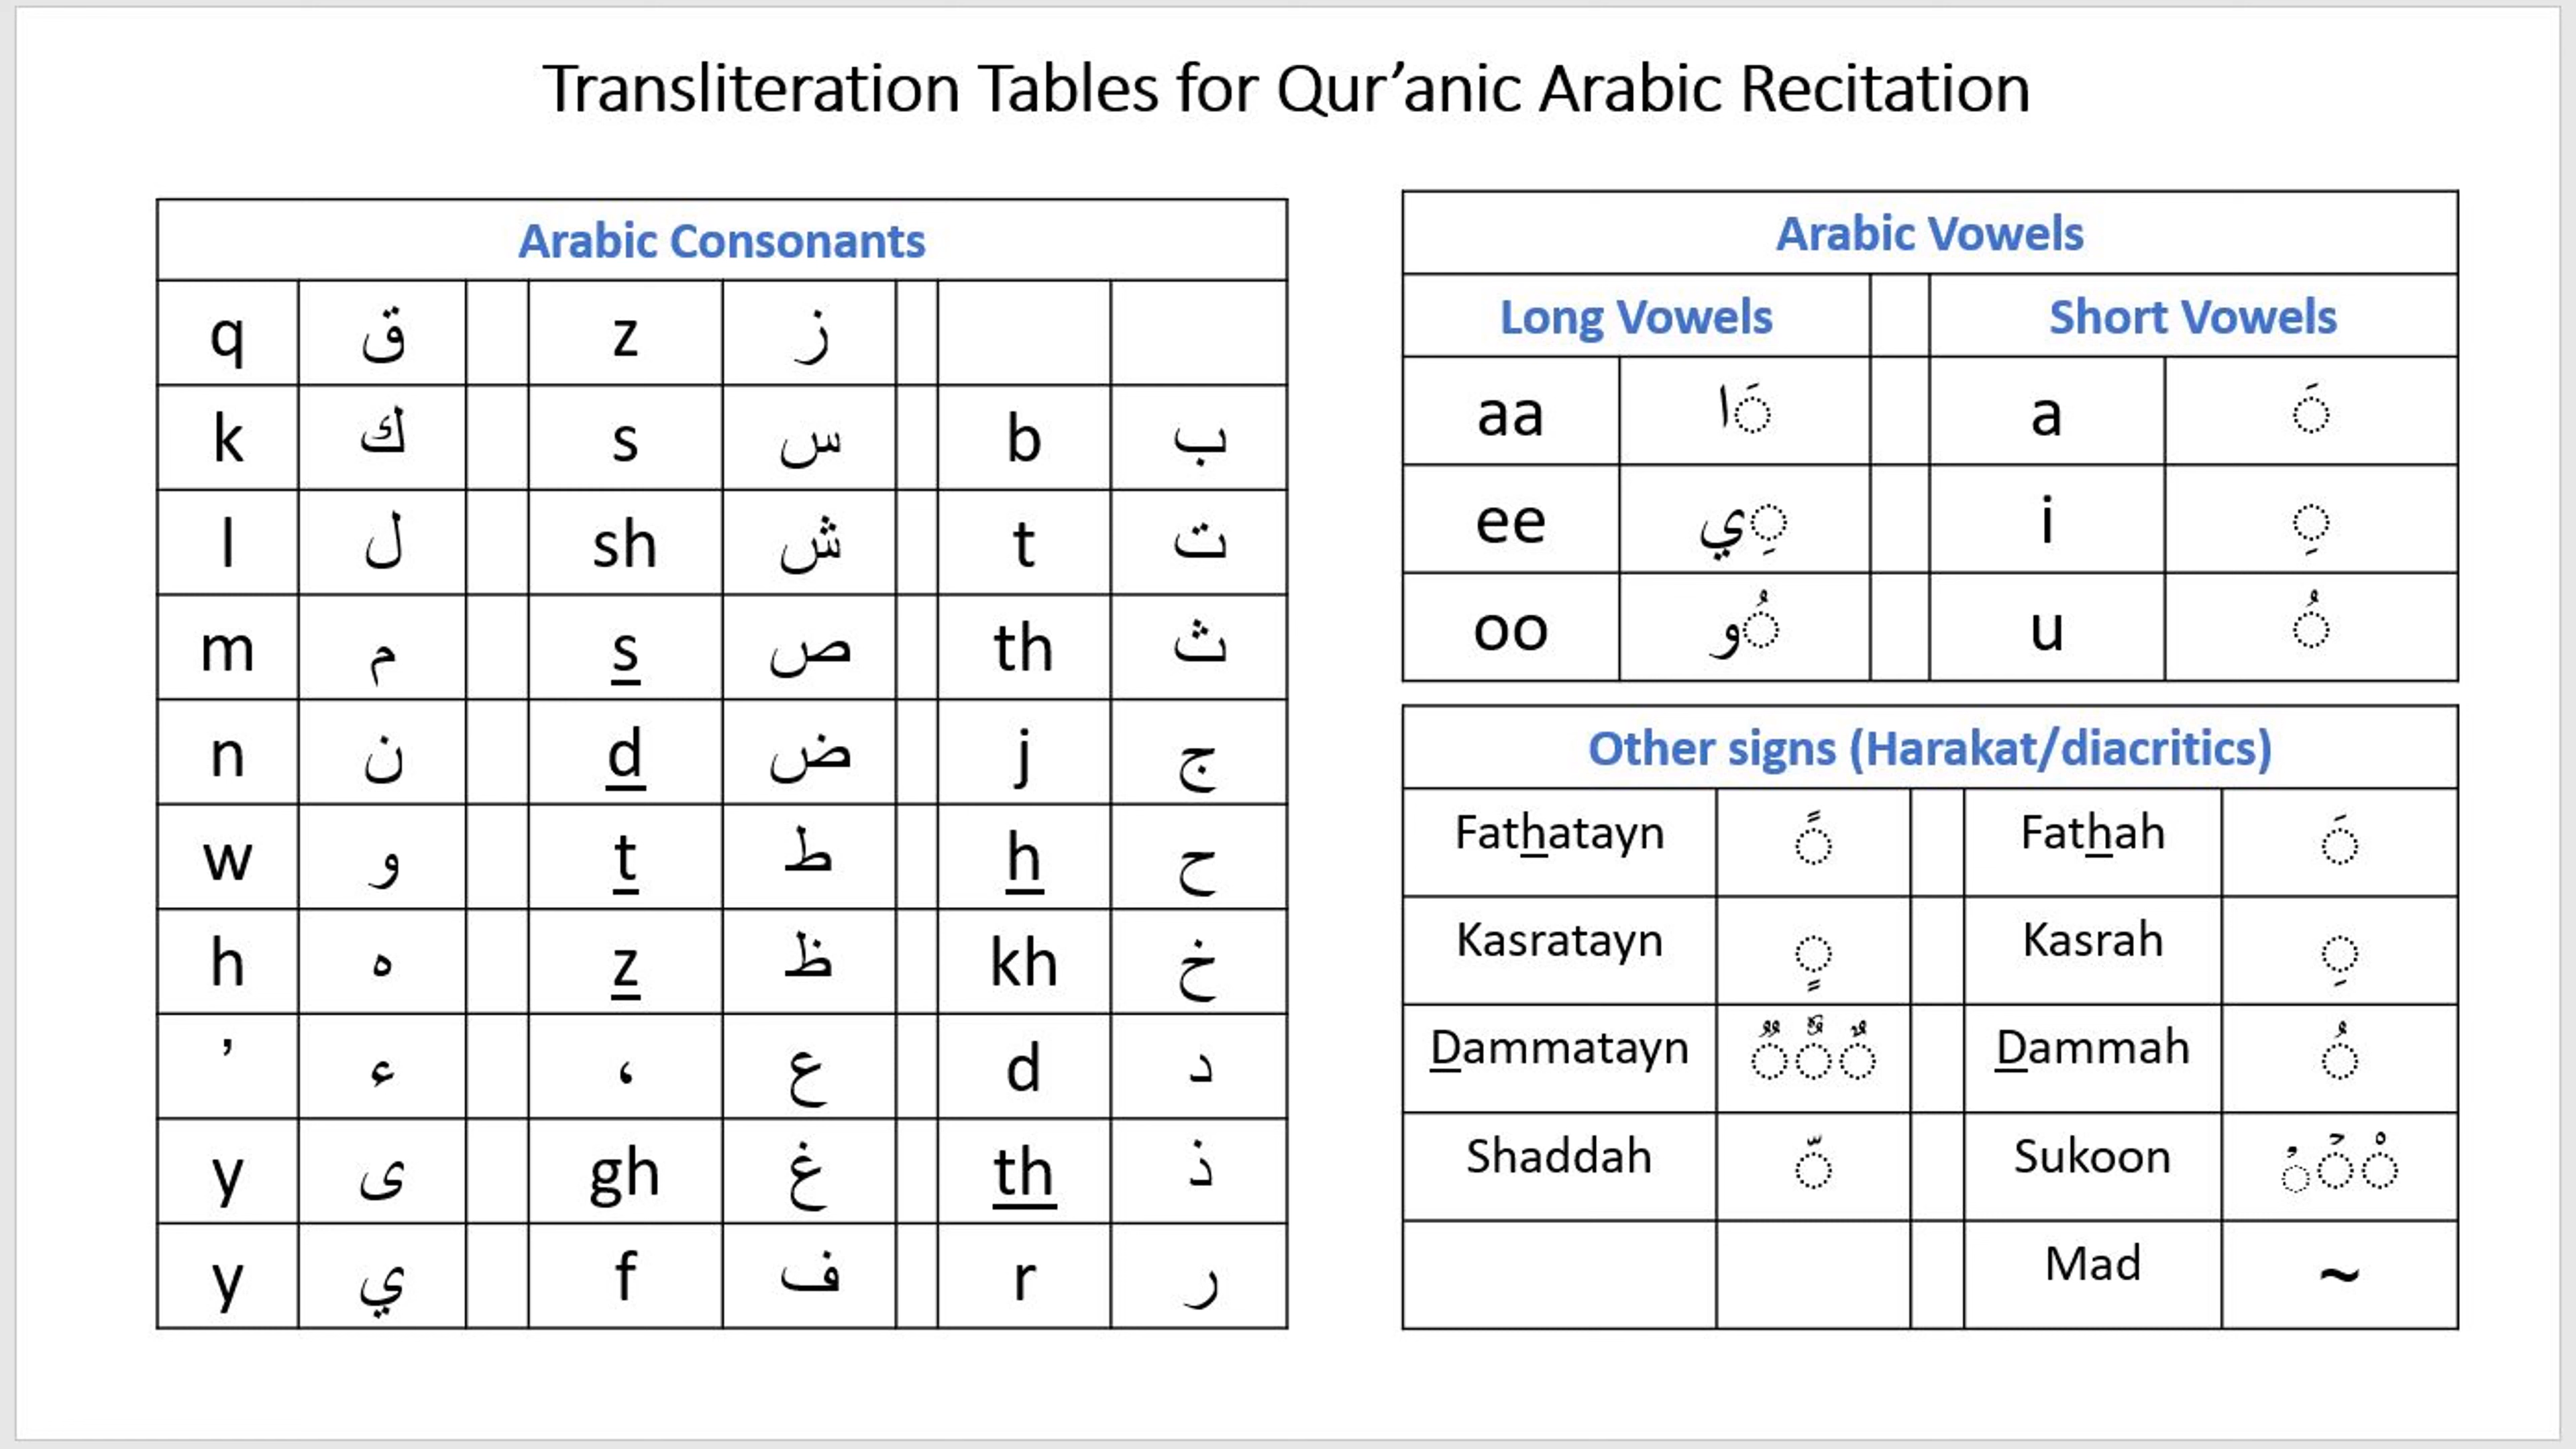 Transliteration Tables for Qur’anic Arabic Recitation
Arabic Consonants
q ق z ز
k ك s س b ب
l ل sh ش t ت
m م s ص th ث
n ن d ض j ج
w و t ط h ح
h ه z ظ kh خ
’ ء ، ع d د
y ى gh غ th ذ
y ي f ف r ر
Arabic Vowels
Long Vowels Short Vowels
aa ◌َا a ◌َ
ee ◌ِي i ◌ِ
oo ◌ُو u ◌ُ
Other signs (Harakat/diacritics)
Fathatayn ◌ً Fathah ◌َ
Kasratayn ◌ٍ Kasrah ◌ِ
Dammatayn Dammah ◌ُ
Shaddah ◌ّ Sukoon
Mad ~